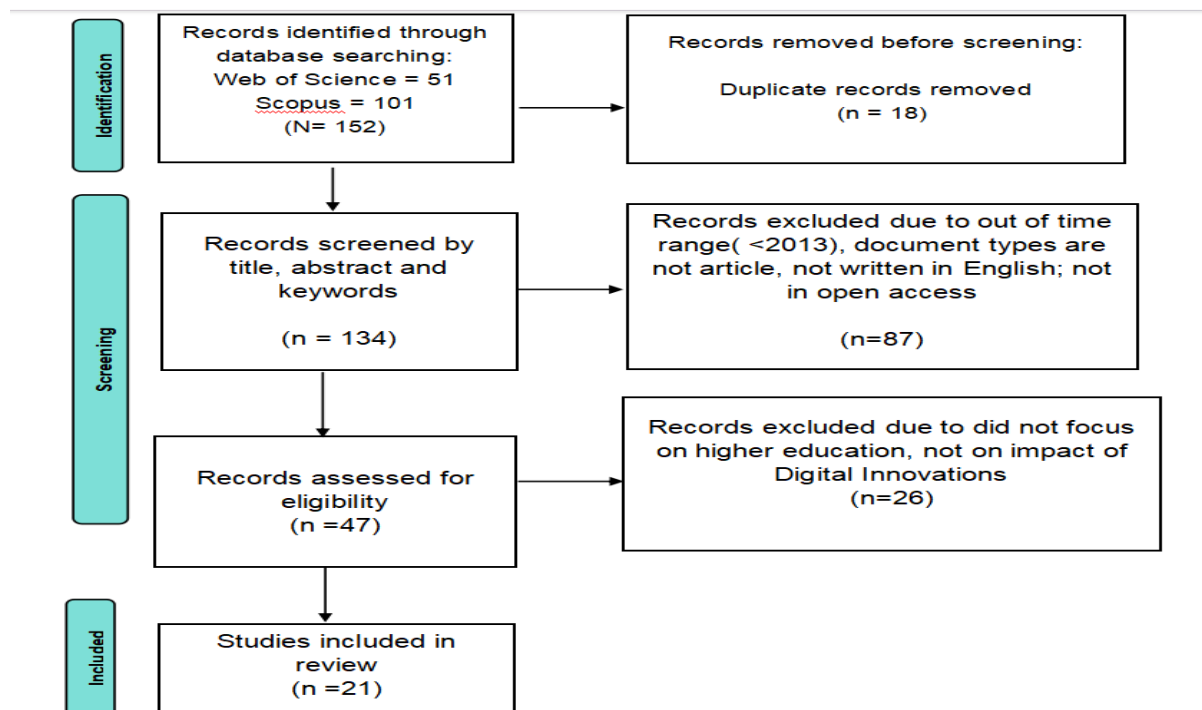 Identification
Records identified through
database searching:
Web of Science = 51
Scopus = 101
(N= 152)
Records removed before screening:
Duplicate records removed
(n = 18)
Screening
Records screened by
title, abstract and
keywords
(n = 134)
Records excluded due to out of time
range( <2013), document types are
not article, not written in English; not
in open access
(n=87)
Records assessed for
eligibility
(n =47)
Records excluded due to did not focus
on higher education, not on impact of
Digital Innovations
(n=26)
Included
Studies included in
review
(n =21)